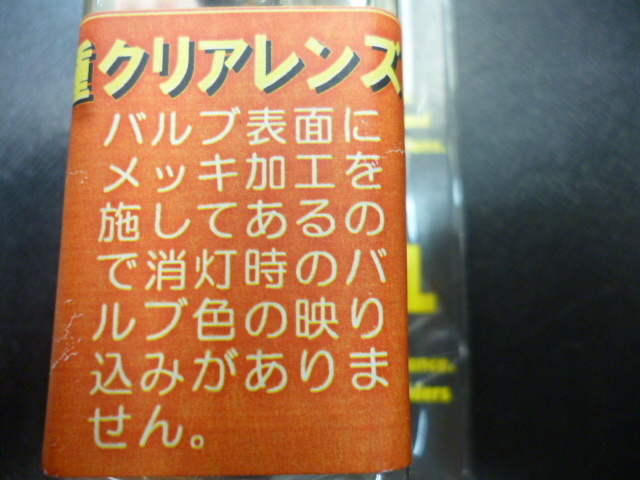 クリアレンズ
バルブ表面に
メッキ加工を
施してあるの
で消灯時のバ
ルブ色の映り
込みがありま
せん。